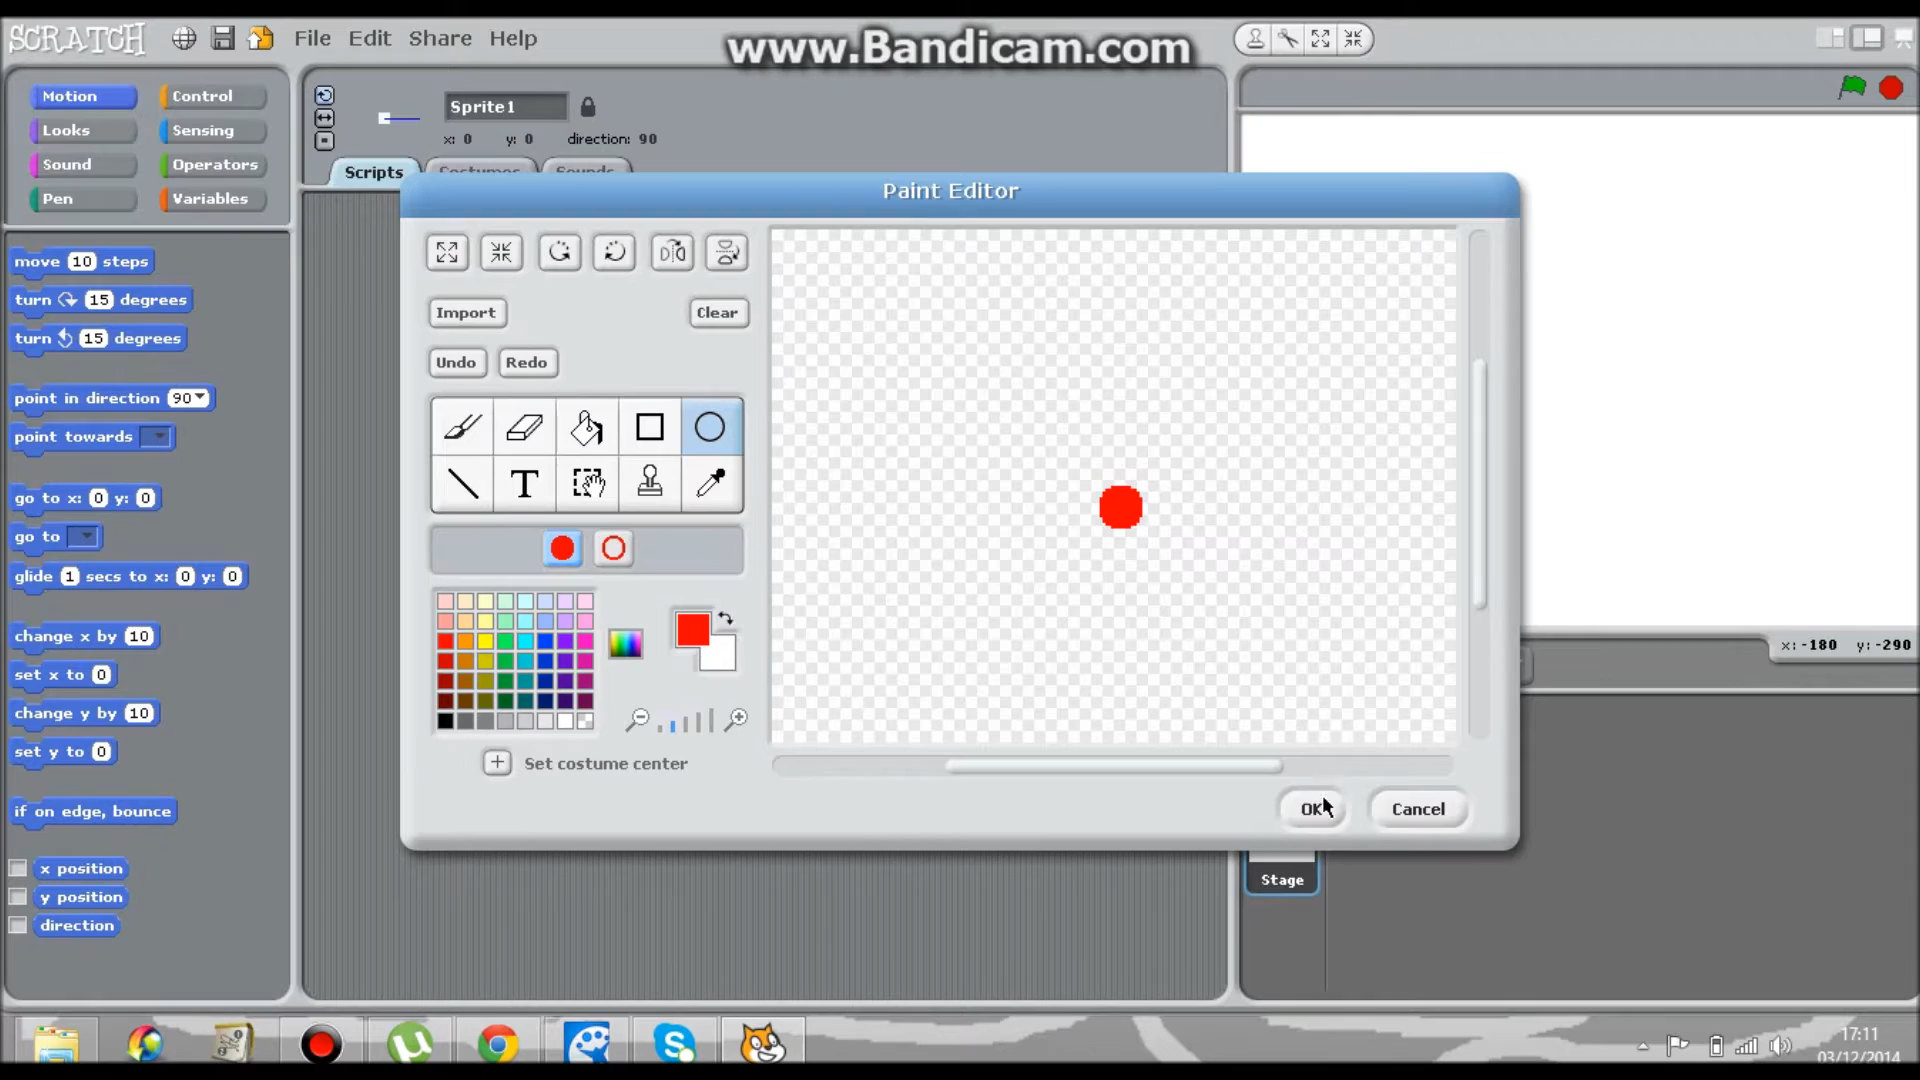 SCRATCH File Edit Share Help
www.Bandicam.com
Motion Control
Looks Sensing
Sound Operators
Pen Variables
Sprite1
x: 0 y: 0 direction: 90
Scripts Costumes Sounds
Paint Editor
move 10 steps
turn 15 degrees
turn 15 degrees
point in direction 90
point towards
go to x: 0 y: 0
go to
glide 1 secs to x: 0 y: 0
change x by 10
set x to 0
change y by 10
set y to 0
if on edge, bounce
x position
y position
direction
Import Clear
Undo Redo
T
Set costume center
OK Cancel
x: -180 y: -290
Stage
17:11
03/12/2014